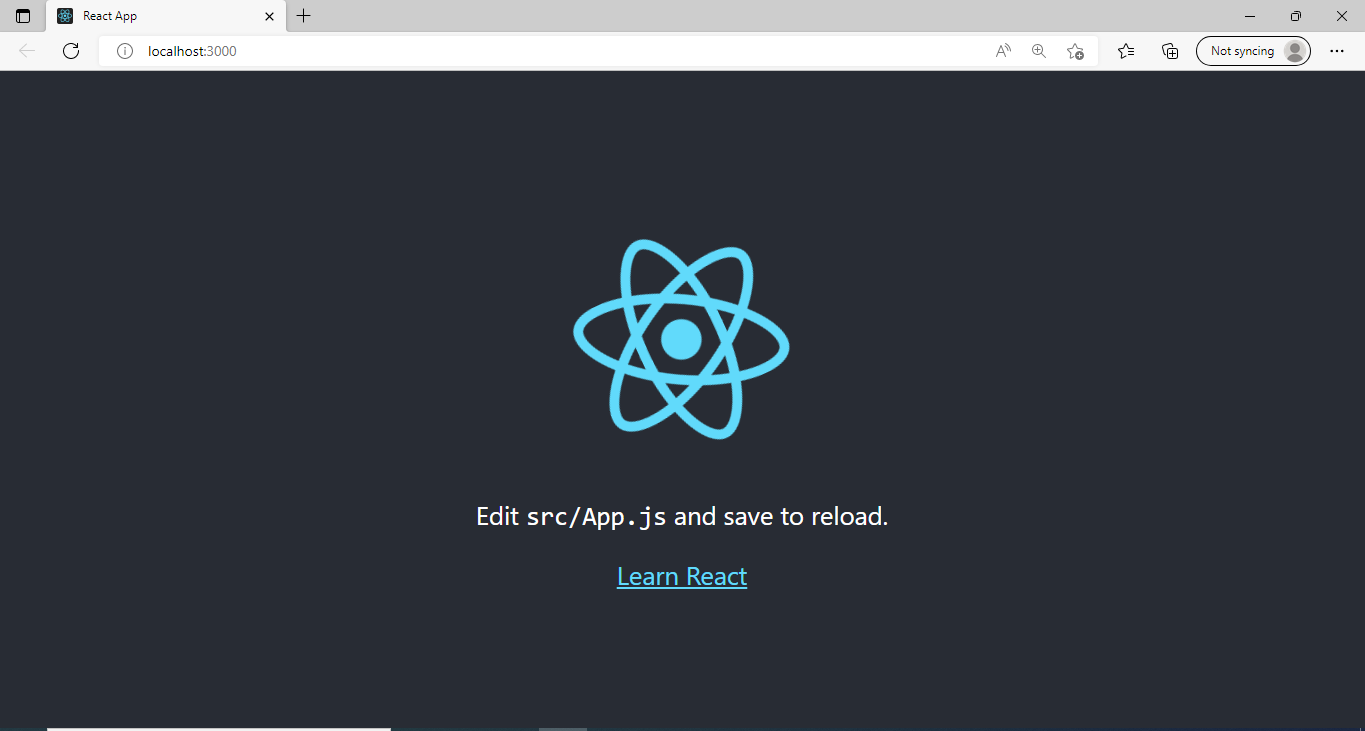 React App
localhost:3000
Not syncing
Edit src/App.js and save to reload.
Learn React